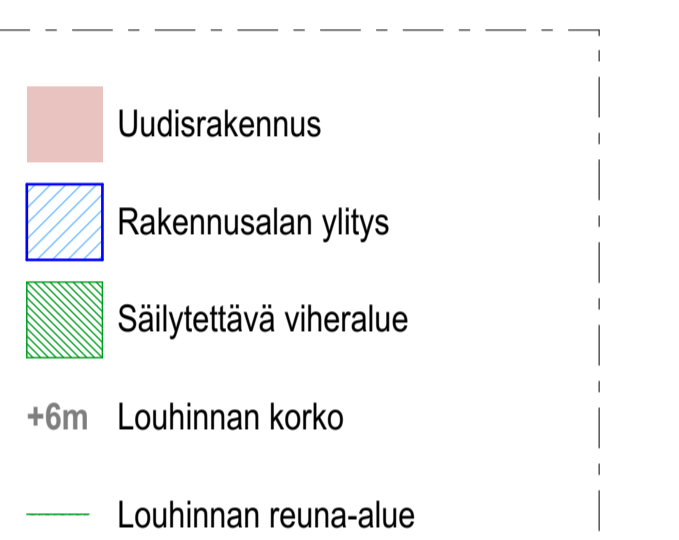 Uudisrakennus
Rakennusalan ylitys
Säilytettävä viheralue
+6m Louhinnan korko
Louhinnan reuna-alue